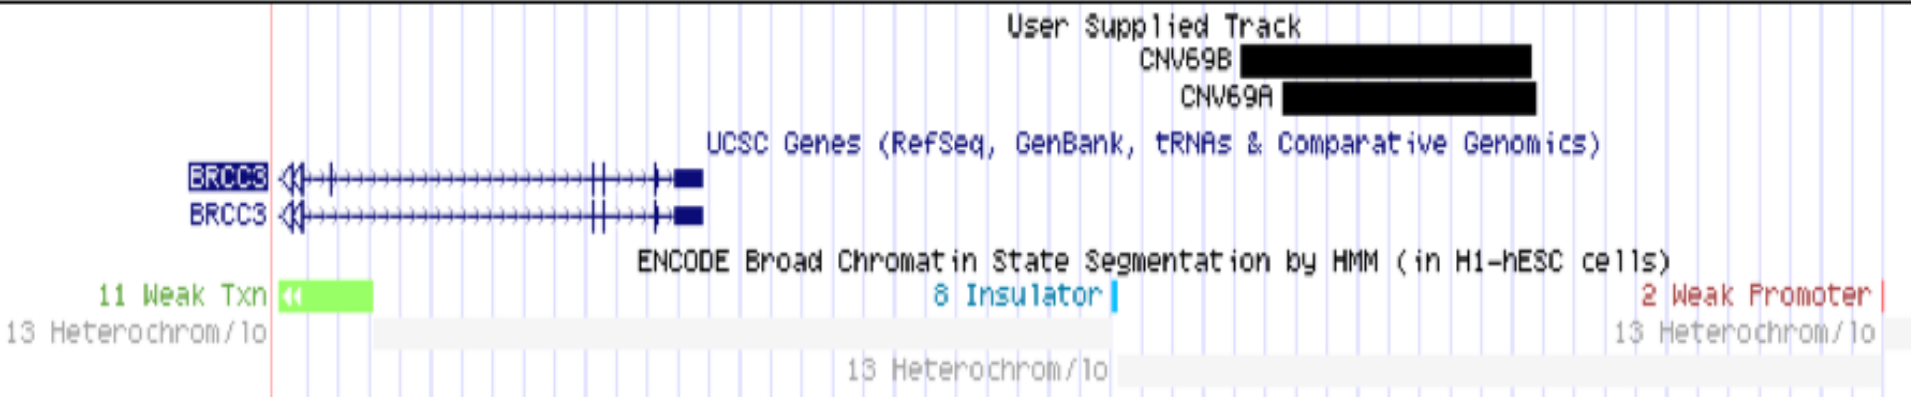 User Supplied Track
CNV69B
CNV69A
UCSC Genes (RefSeq, GenBank, tRNAs & Comparative Genomics)
BRCC3
BRCC3
ENCODE Broad Chromatin State Segmentation by HMM (in H1-hESC cells)
11 Weak Txn 8 Insulator 2 Weak Promoter
13 Heterochrom/lo 13 Heterochrom/lo
13 Heterochrom/lo